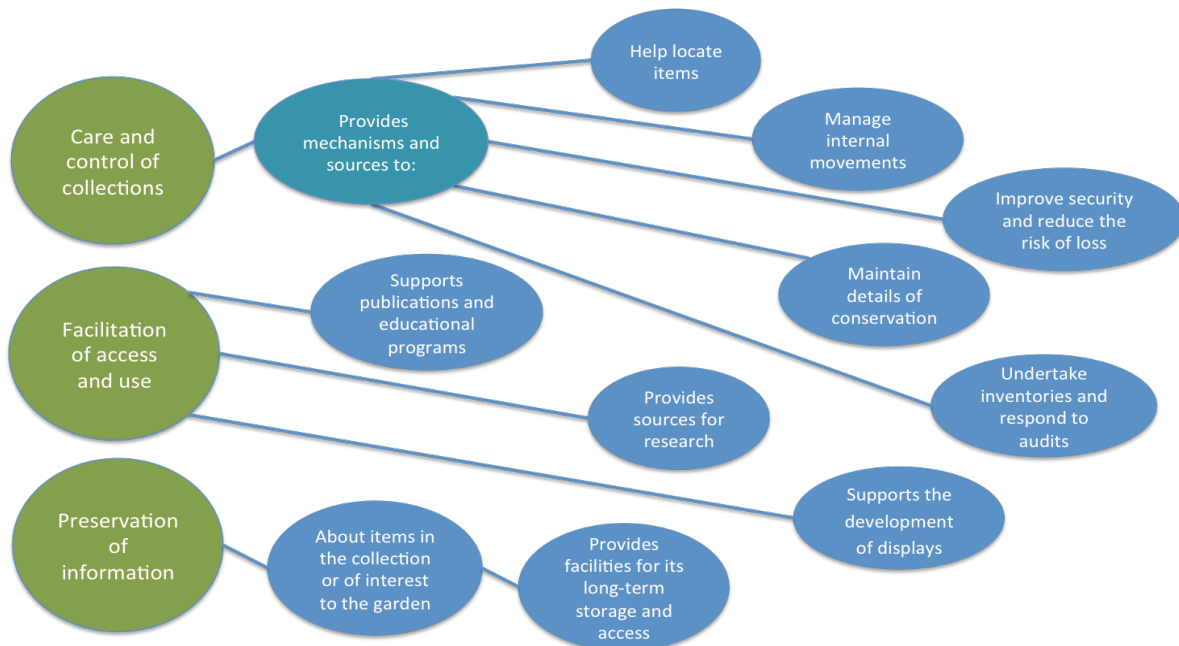 Care and
control of
collections
Provides
mechanisms and
sources to:
Help locate
items
Manage
internal
movements
Improve security
and reduce the
risk of loss
Maintain
details of
conservation
Undertake
inventories and
respond to
audits
Facilitation
of access
and use
Supports
publications and
educational
programs
Provides
sources for
research
Supports the
development
of displays
Preservation
of
information
About items in
the collection
or of interest
to the garden
Provides
facilities for its
long-term
storage and
access